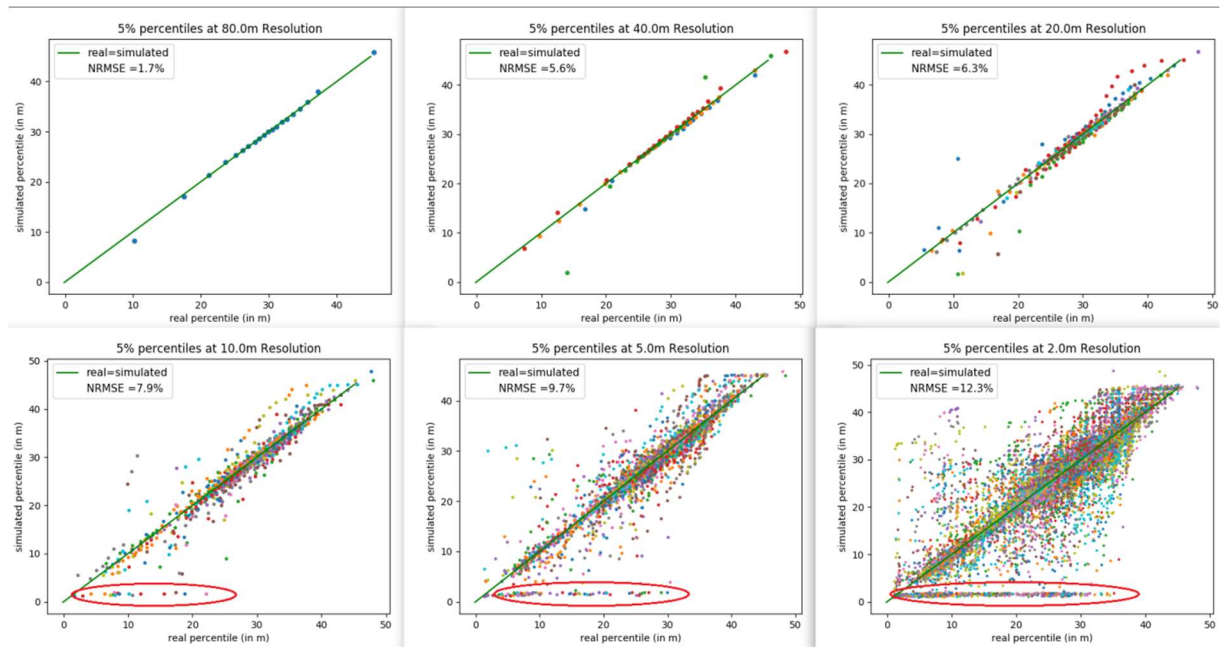 5% percentiles at 80.0m Resolution
real=simulated
NRMSE =1.7%
simulated percentile (in m)
40
30
20
10
0
0 10 20 30 40
real percentile (in m)
5% percentiles at 40.0m Resolution
real=simulated
NRMSE =5.6%
simulated percentile (in m)
40
30
20
10
0
0 10 20 30 40 50
real percentile (in m)
5% percentiles at 20.0m Resolution
real=simulated
NRMSE =6.3%
simulated percentile (in m)
40
30
20
10
0
0 10 20 30 40 50
real percentile (in m)
5% percentiles at 10.0m Resolution
real=simulated
NRMSE =7.9%
simulated percentile (in m)
50
40
30
20
10
0
0 10 20 30 40 50
real percentile (in m)
5% percentiles at 5.0m Resolution
real=simulated
NRMSE =9.7%
simulated percentile (in m)
40
30
20
10
0
0 10 20 30 40 50
real percentile (in m)
5% percentiles at 2.0m Resolution
real=simulated
NRMSE =12.3%
simulated percentile (in m)
50
40
30
20
10
0
0 10 20 30 40 50
real percentile (in m)